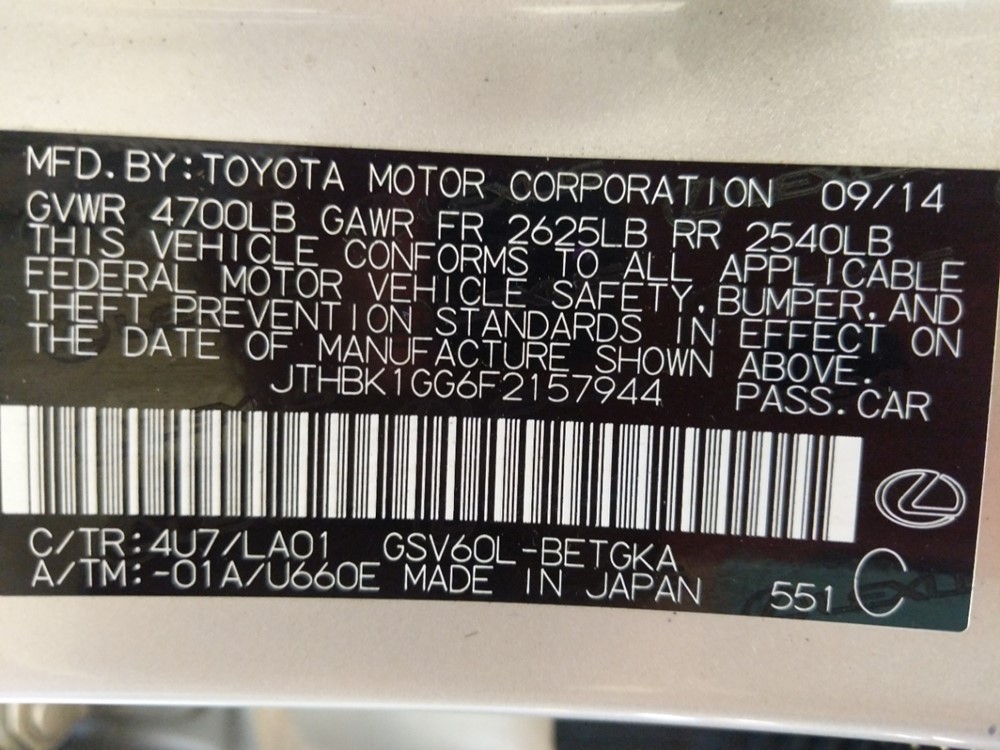 MFD.BY:TOYOTA MOTOR CORPORATION 09/14
GVWR 4700LB GAWR FR 2625LB RR 2540LB
THIS VEHICLE CONFORMS TO ALL APPLICABLE
FEDERAL MOTOR VEHICLE SAFETY,BUMPER,AND
THEFT PREVENTION STANDARDS IN EFFECT ON
THE DATE OF MANUFACTURE SHOWN ABOVE.
JTHBK1GG6F2157944 PASS.CAR
C/TR:4U7/LA01 GSV60L-BETGKA
A/TM:-01A/U660E MADE IN JAPAN 551 C